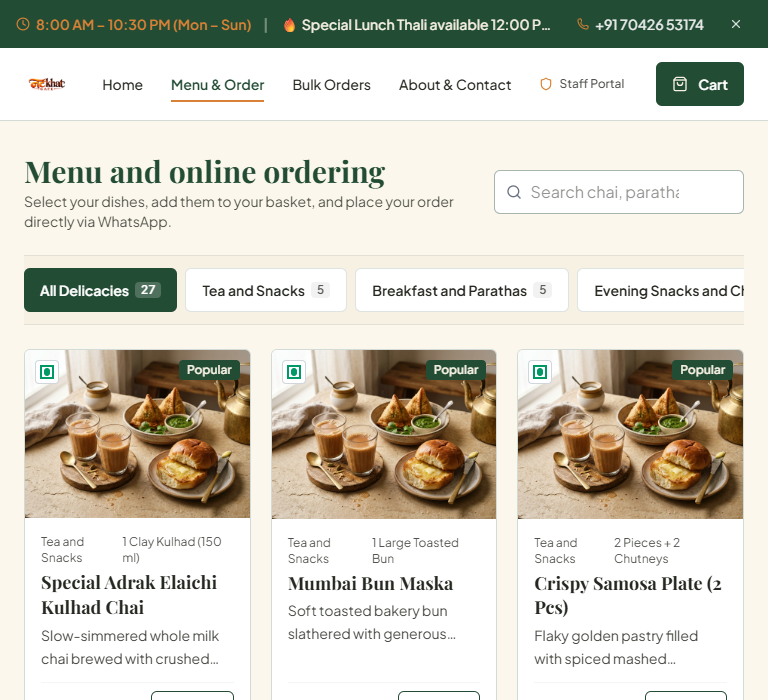 8:00 AM – 10:30 PM (Mon – Sun) | 🔥 Special Lunch Thali available 12:00 P... +91 70426 53174
Home Menu & Order Bulk Orders About & Contact Staff Portal Cart
Menu and online ordering
Select your dishes, add them to your basket, and place your order
directly via WhatsApp.
Search chai, paratha
All Delicacies 27 Tea and Snacks 5 Breakfast and Parathas 5 Evening Snacks and Ch
Popular Popular Popular
Tea and Snacks 1 Clay Kulhad (150 ml)
Special Adrak Elaichi
Kulhad Chai
Slow-simmered whole milk
chai brewed with crushed...
Tea and Snacks 1 Large Toasted Bun
Mumbai Bun Maska
Soft toasted bakery bun
slathered with generous...
Tea and Snacks 2 Pieces + 2 Chutneys
Crispy Samosa Plate (2
Pcs)
Flaky golden pastry filled
with spiced mashed...